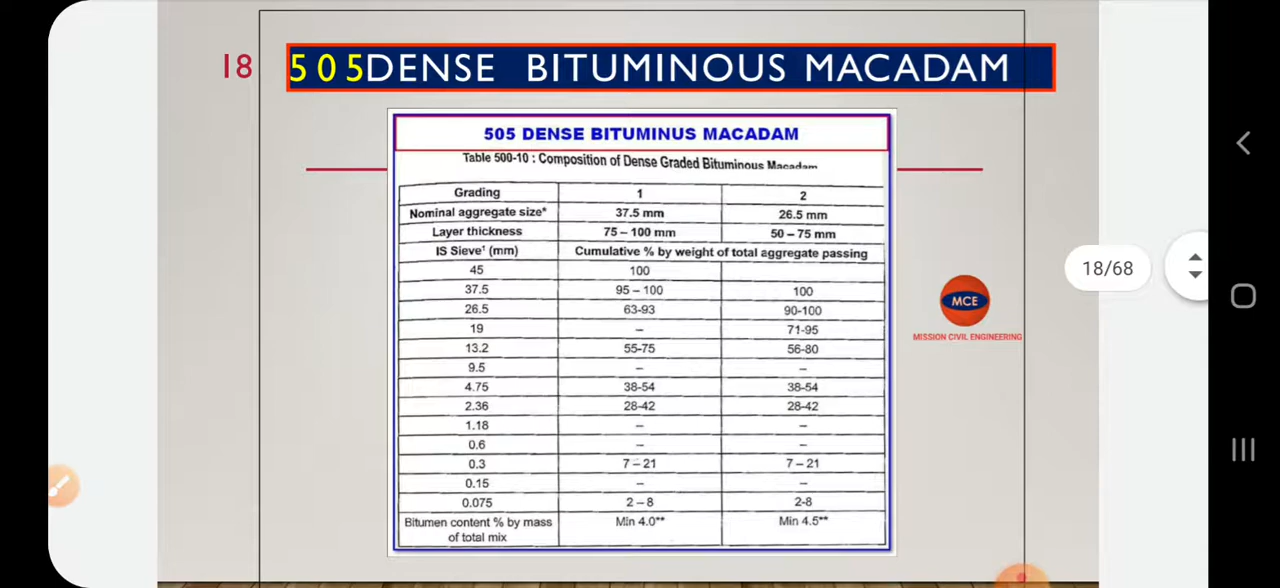 18
505DENSE BITUMINOUS MACADAM
505 DENSE BITUMINUS MACADAM
Table 500-10 : Composition of Dense Graded Bituminous Macadam
Grading 1 2
Nominal aggregate size* 37.5 mm 26.5 mm
Layer thickness 75 – 100 mm 50 – 75 mm
IS Sieve¹ (mm) Cumulative % by weight of total aggregate passing
45 100
37.5 95 – 100 100
26.5 63-93 90-100
19 – 71-95
13.2 55-75 56-80
9.5 – –
4.75 38-54 38-54
2.36 28-42 28-42
1.18 – –
0.6 – –
0.3 7 – 21 7 – 21
0.15 – –
0.075 2 – 8 2-8
Bitumen content % by mass Min 4.0** Min 4.5**
of total mix
18/68
MCE
MISSION CIVIL ENGINEERING